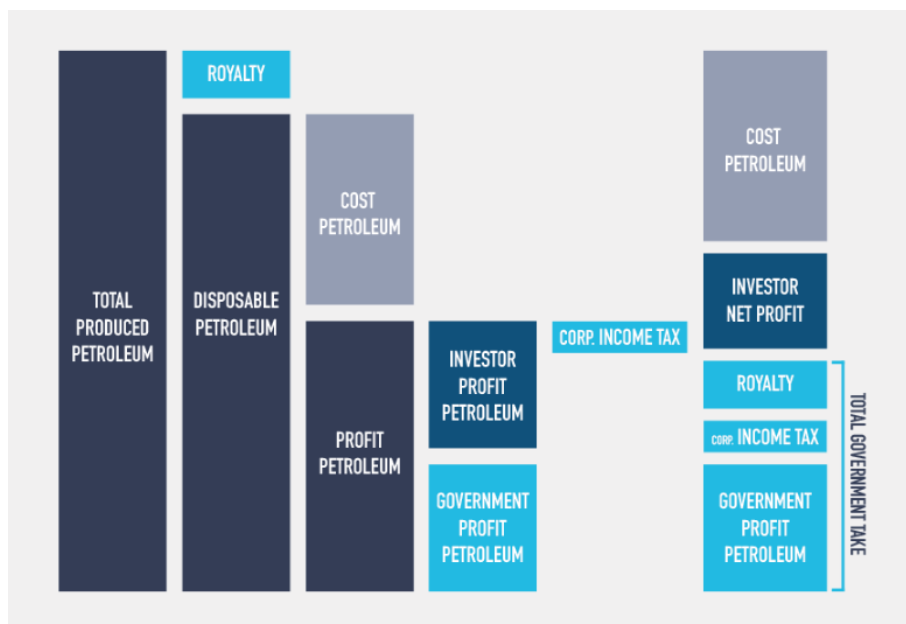 TOTAL
PRODUCED
PETROLEUM
ROYALTY
DISPOSABLE
PETROLEUM
COST
PETROLEUM
PROFIT
PETROLEUM
INVESTOR
PROFIT
PETROLEUM
GOVERNMENT
PROFIT
PETROLEUM
CORP. INCOME TAX
COST
PETROLEUM
INVESTOR
NET PROFIT
ROYALTY
CORP. INCOME TAX
GOVERNMENT
PROFIT
PETROLEUM
TOTAL GOVERNMENT TAKE